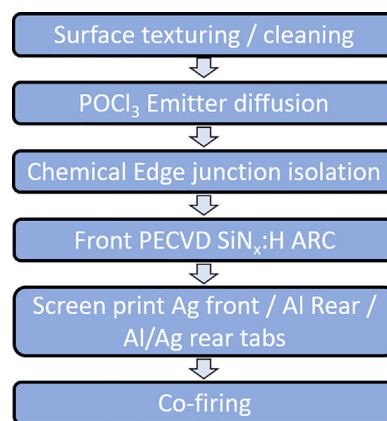 Surface texturing / cleaning
POCl₃ Emitter diffusion
Chemical Edge junction isolation
Front PECVD SiNₓ:H ARC
Screen print Ag front / Al Rear /
Al/Ag rear tabs
Co-firing